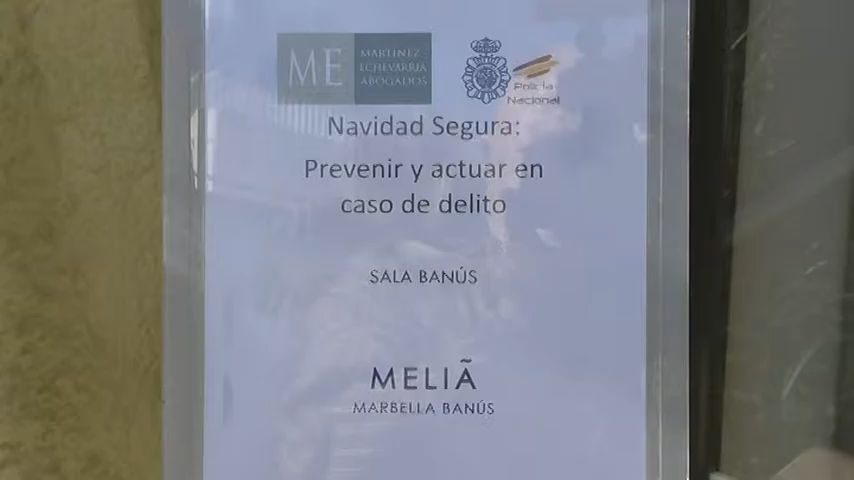 ME
MARTINEZ
ECHEVARRIA
ABOGADOS
Policía
Nacional
Navidad Segura:
Prevenir y actuar en
caso de delito
SALA BANÚS
MELIÃ
MARBELLA BANÚS